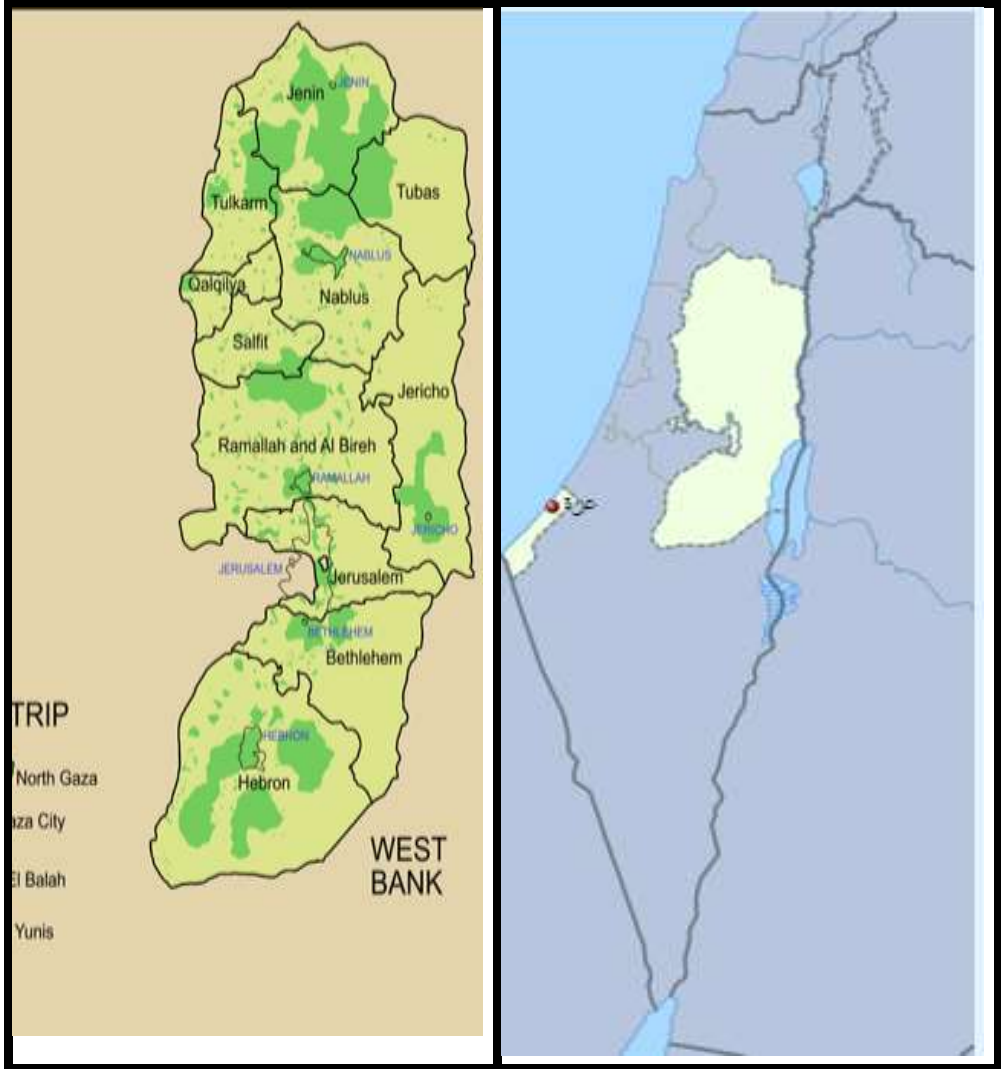 Jenin
JENIN
Tubas
Tulkarm
NABLUS
Qalqilya
Nablus
Salfit
Jericho
Ramallah and Al Bireh
RAMALLAH
JERICHO
JERUSALEM
Jerusalem
BETHLEHEM
Bethlehem
TRIP
HEBRON
North Gaza
Hebron
aza City
WEST
BANK
El Balah
Yunis
غزة